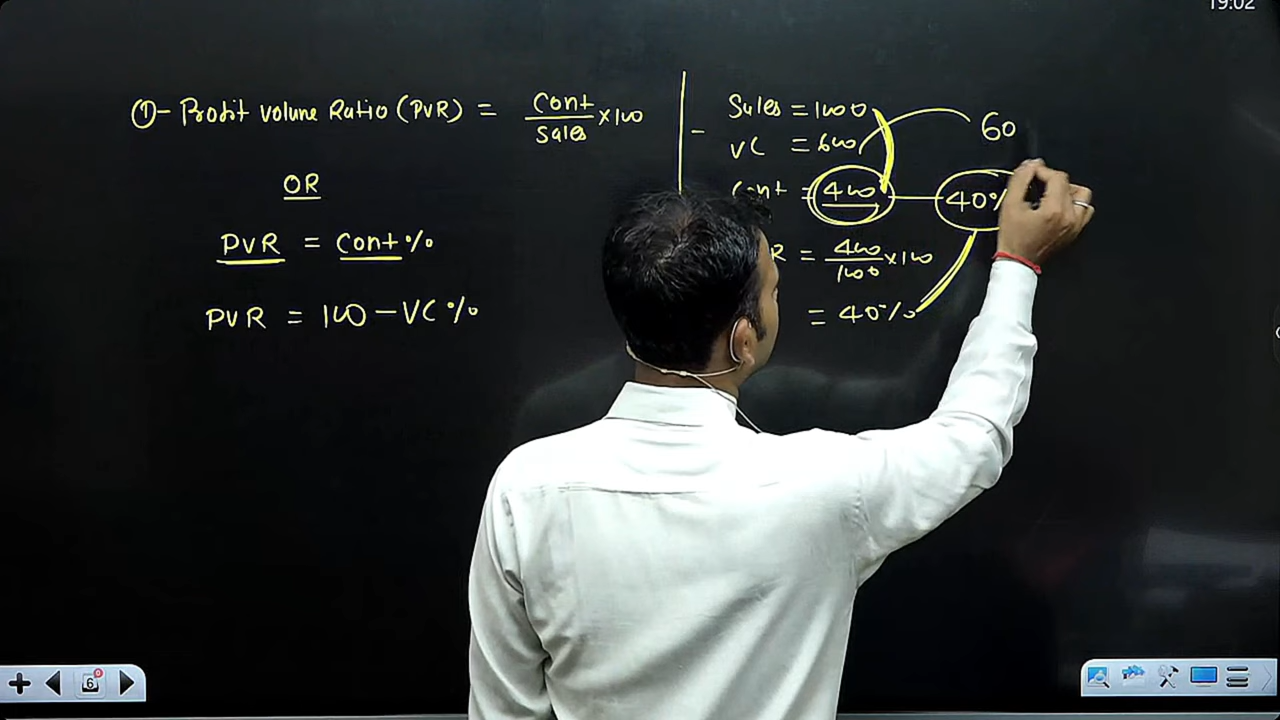 19:02
①- Profit Volume Ratio (PVR) = Cont/Sales × 100
OR
PVR = Cont%
PVR = 100 - VC%
Sales = 1000
- VC = 600 60
Cont = 400 40%
R = 400/1000 × 100
= 40%
6